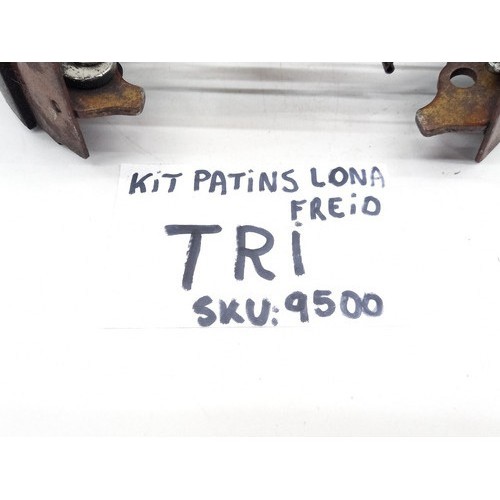 KiT PATiNS LONA
FREiO
TRi
SKU: 9500